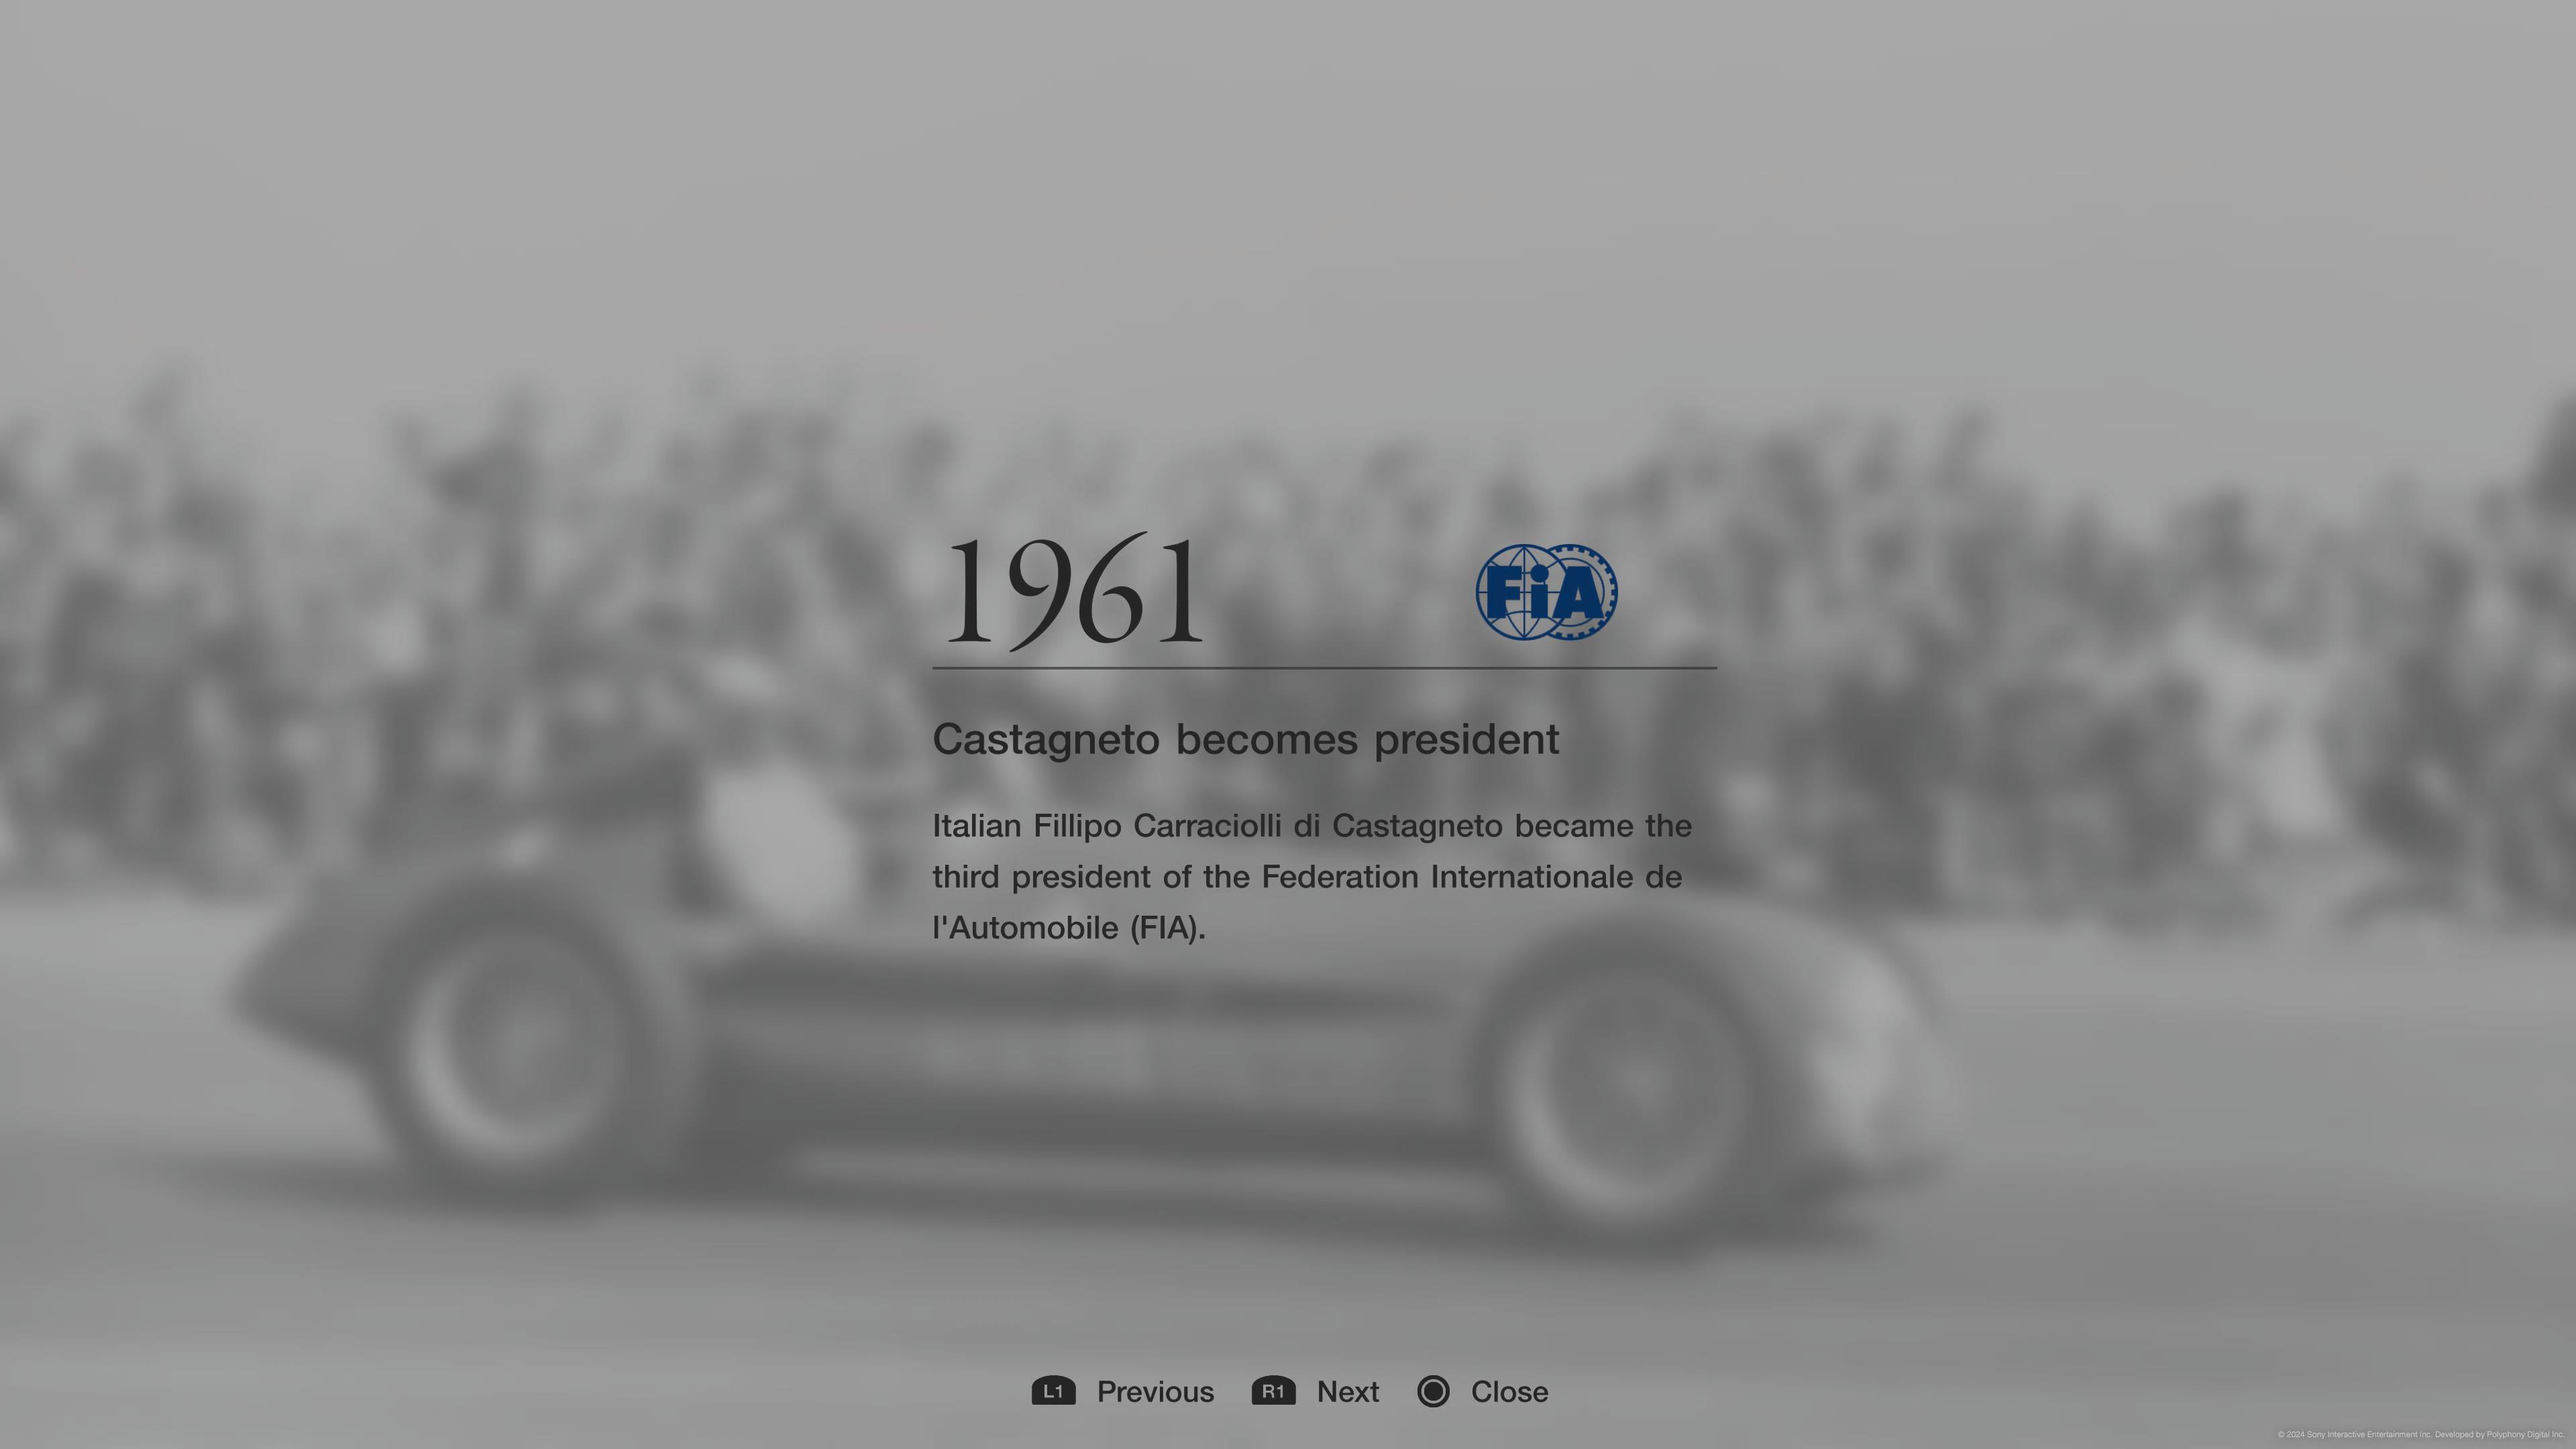 1961
FiA
Castagneto becomes president
Italian Fillipo Carraciolli di Castagneto became the
third president of the Federation Internationale de
l'Automobile (FIA).
L1 Previous R1 Next Close
© 2024 Sony Interactive Entertainment Inc. Developed by Polyphony Digital Inc.